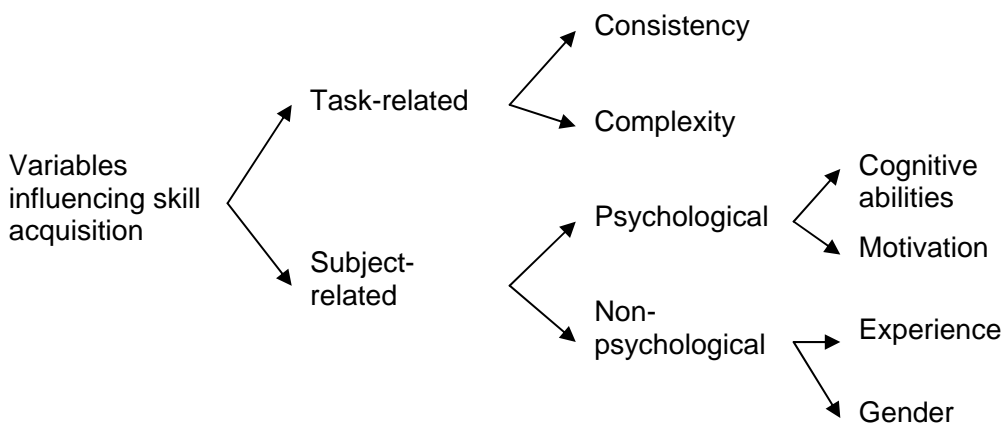 Variables
influencing skill
acquisition
Task-related
Subject-
related
Consistency
Complexity
Psychological
Non-
psychological
Cognitive
abilities
Motivation
Experience
Gender